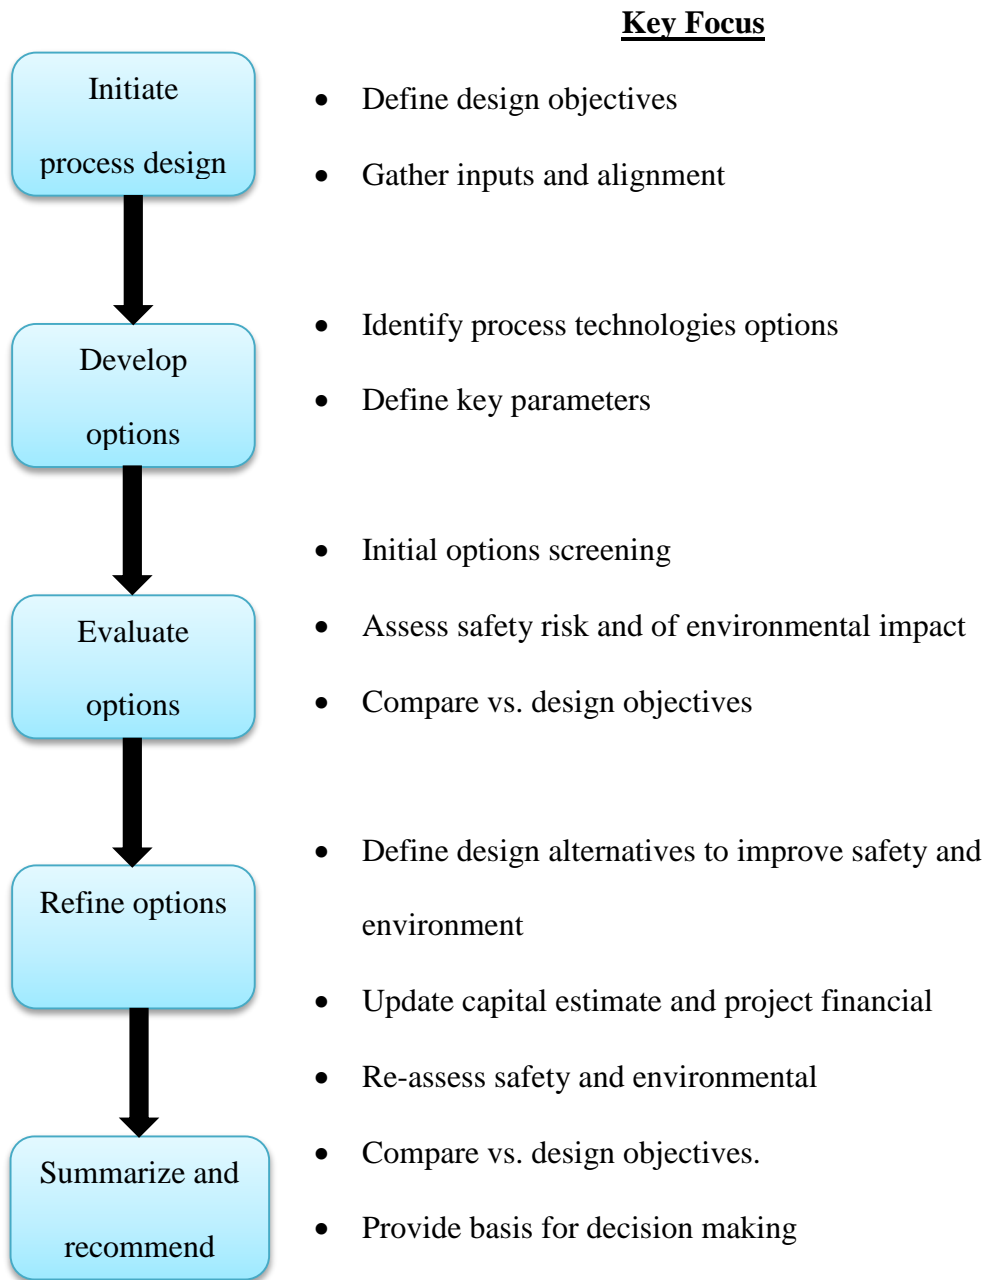 Key Focus
Initiate
process design
• Define design objectives
• Gather inputs and alignment
Develop
options
• Identify process technologies options
• Define key parameters
Evaluate
options
• Initial options screening
• Assess safety risk and of environmental impact
• Compare vs. design objectives
Refine options
• Define design alternatives to improve safety and
environment
• Update capital estimate and project financial
• Re-assess safety and environmental
• Compare vs. design objectives.
Summarize and
recommend
• Provide basis for decision making